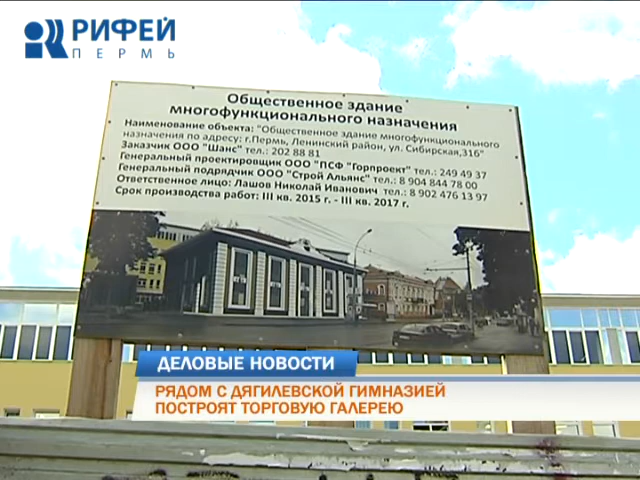 РИФЕЙ
ПЕРМЬ
Общественное здание
многофункционального назначения
Наименование объекта: "Общественное здание многофункционального
назначения по адресу: г.Пермь, Ленинский район, ул. Сибирская,31б"
Заказчик ООО "Шанс" тел.: 202 88 81
Генеральный проектировщик ООО "ПСФ "Горпроект" тел.: 249 49 37
Генеральный подрядчик ООО "Строй Альянс" тел.: 8 904 844 78 00
Ответственное лицо: Лашов Николай Иванович тел.: 8 902 476 13 97
Срок производства работ: III кв. 2015 г. - III кв. 2017 г.
ДЕЛОВЫЕ НОВОСТИ
РЯДОМ С ДЯГИЛЕВСКОЙ ГИМНАЗИЕЙ
ПОСТРОЯТ ТОРГОВУЮ ГАЛЕРЕЮ